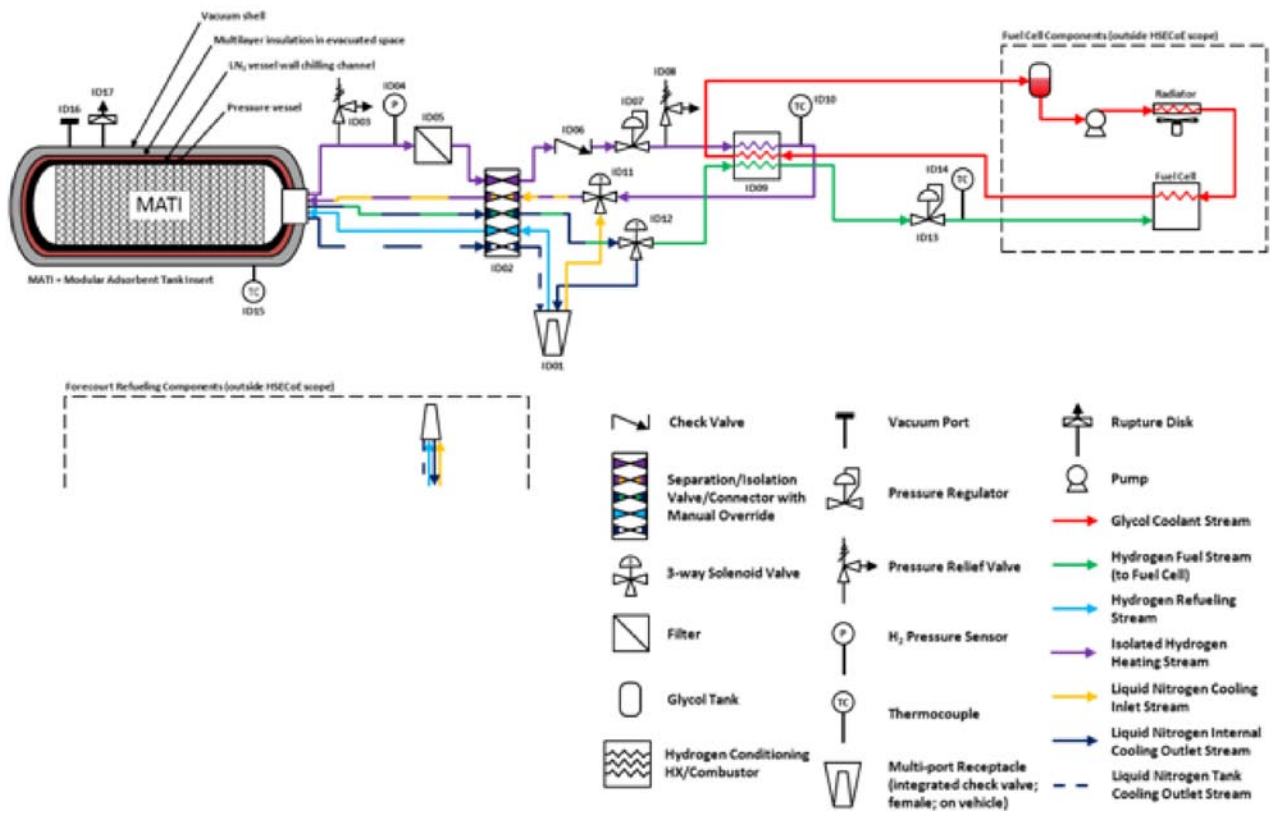 Vacuum shell
Multilayer insulation in evacuated space
LN₂ vessel wall chilling channel
Pressure vessel
ID16
ID17
ID03
ID04
P
ID05
ID06
ID07
ID08
TC
ID10
ID09
ID11
ID12
ID02
ID01
ID14
TC
ID13
MATI
MATI = Modular Adsorbent Tank Insert
TC
ID15
Fuel Cell Components (outside HSECoE scope)
Radiator
Fuel Cell
Forecourt Refueling Components (outside HSECoE scope)
Check Valve
Separation/Isolation
Valve/Connector with
Manual Override
3-way Solenoid Valve
Filter
Glycol Tank
Hydrogen Conditioning
HX/Combustor
Vacuum Port
Pressure Regulator
Pressure Relief Valve
P
H₂ Pressure Sensor
TC
Thermocouple
Multi-port Receptacle
(integrated check valve;
female; on vehicle)
Rupture Disk
Pump
Glycol Coolant Stream
Hydrogen Fuel Stream
(to Fuel Cell)
Hydrogen Refueling
Stream
Isolated Hydrogen
Heating Stream
Liquid Nitrogen Cooling
Inlet Stream
Liquid Nitrogen Internal
Cooling Outlet Stream
Liquid Nitrogen Tank
Cooling Outlet Stream